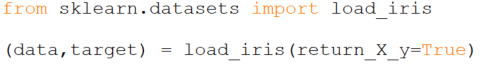 from sklearn.datasets import load_iris
(data,target) = load_iris(return_X_y=True)